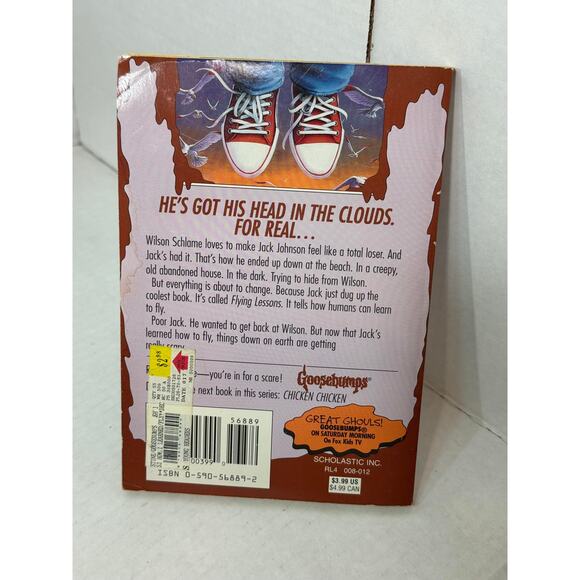 HE'S GOT HIS HEAD IN THE CLOUDS.
FOR REAL...
Wilson Schlame loves to make Jack Johnson feel like a total loser. And
Jack's had it. That's how he ended up down at the beach. In a creepy,
old abandoned house. In the dark. Trying to hide from Wilson.
But everything is about to change. Because Jack just dug up the
coolest book. It's called Flying Lessons. It tells how humans can learn
to fly.
Poor Jack. He wanted to get back at Wilson. But now that Jack's
learned how to fly, things down on earth are getting
really scary
—you're in for a scare!
Goosebumps
next book in this series: CHICKEN CHICKEN
56889
ISBN 0-590-56889-2
S. YOUNG READERS
GREAT GHOULS!
GOOSEBUMPS®
ON SATURDAY MORNING
On Fox Kids TV
SCHOLASTIC INC.
RL4 008-012
$3.99 US
$4.99 CAN